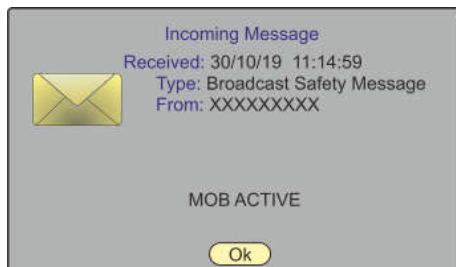 Incoming Message
Received: 30/10/19 11:14:59
Type: Broadcast Safety Message
From: XXXXXXXXX
MOB ACTIVE
Ok